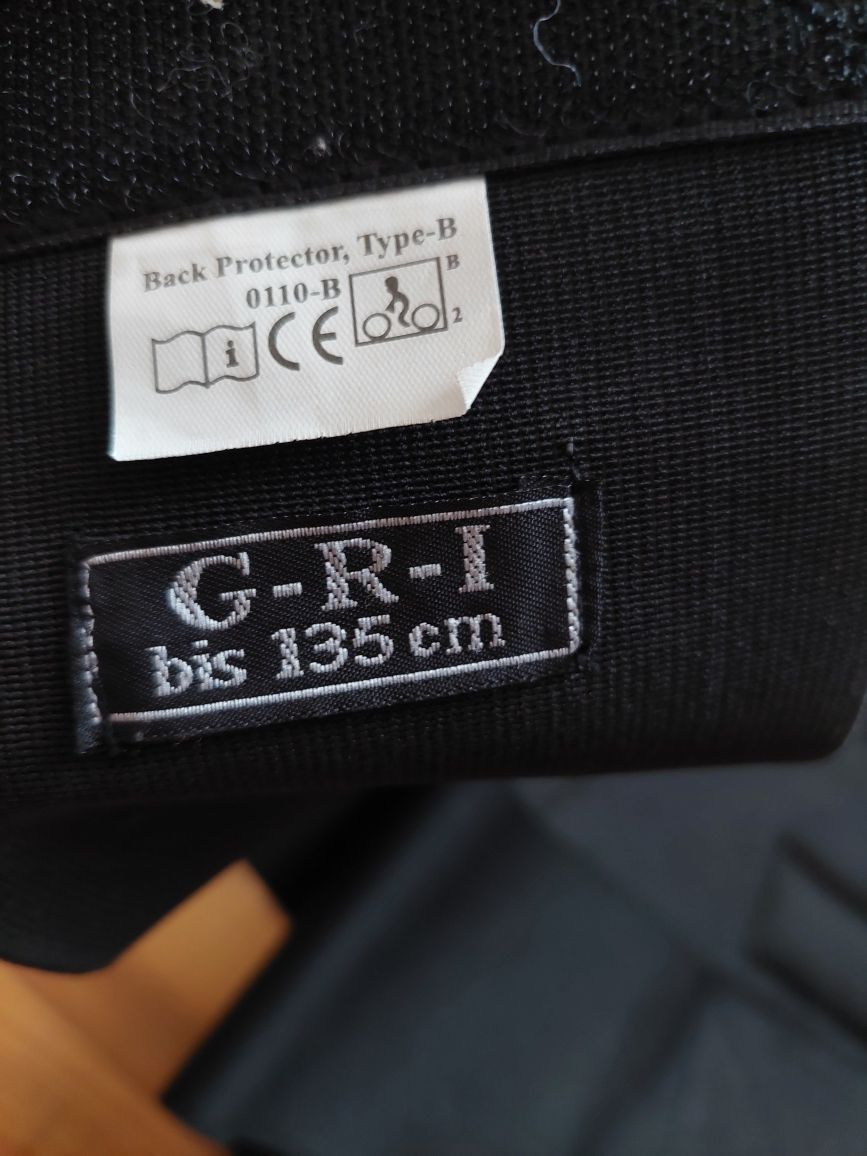 Back Protector, Type-B
0110-B
B
i
CE
2
G-R-I
bis 135 cm